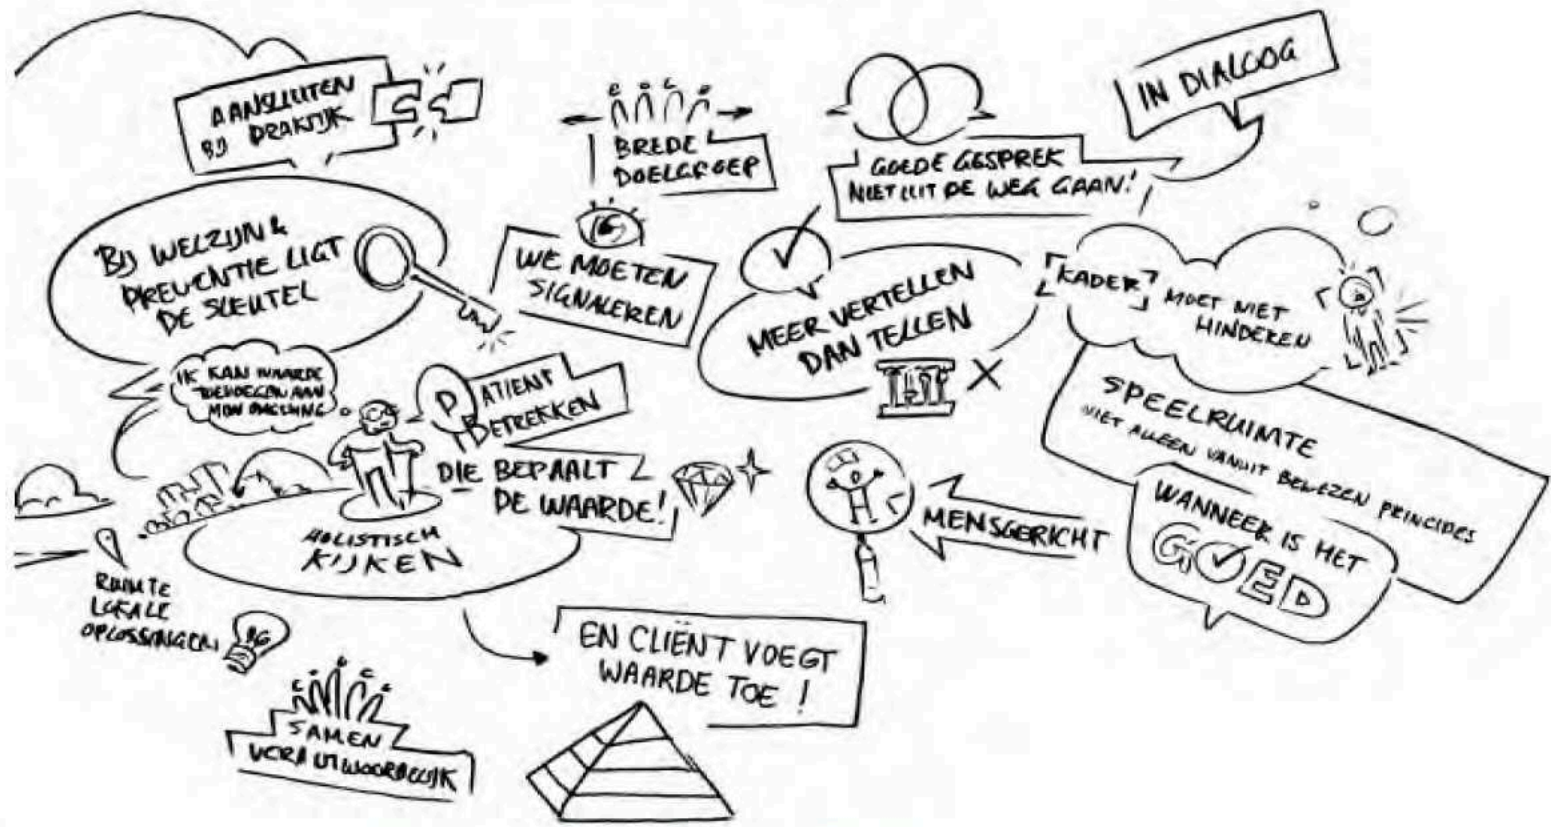 AANSLUITEN
BIJ PRAKTIJK
BREDE
DOELGROEP
GOEDE GESPREK
NIET UIT DE WEG GAAN!
IN DIALOOG
BIJ WELZIJN &
PREVENTIE LIGT
DE SLEUTEL
WE MOETEN
SIGNALEREN
MEER VERTELLEN
DAN TELLEN
KADER MOET NIET
HINDEREN
IK KAN WAARDE
TOEVOEGEN AAN
MIJN OMGEVING
PATIENT
BETREKKEN
DIE BEPAALT
DE WAARDE!
HOLISTISCH
KIJKEN
MENSGERICHT
SPEELRUIMTE
NIET ALLEEN VANUIT BEWEZEN PRINCIPES
WANNEER IS HET
GOED
RUIMTE
LOKALE
OPLOSSINGEN
EN CLIËNT VOEGT
WAARDE TOE !
SAMEN
VERANTWOORDELIJK